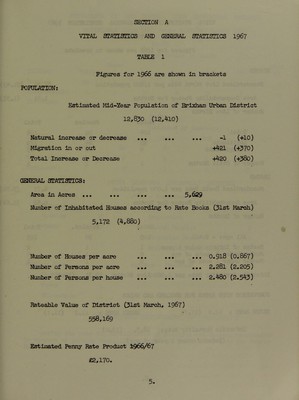 SECTION A
VITAL STATISTICS AND GENERAL STATISTICS 1967
TABLE 1
Figures for 1966 are shown in brackets
POPULATION:
Estimated Mid-Year Population of Brixham Urban District
12,830 (12,410)
Natural increase or decrease ... ... ... -1 (+10)
Migration in or out +421 (+370)
Total Increase or Decrease +420 (+380)
GENERAL STATISTICS:
Area in Acres ... ... ... ... 5,629
Number of Inhabited Houses according to Rate Books (31st March)
5,172 (4,880)
Number of Houses per acre ... ... ... 0.918 (0.867)
Number of Persons per acre ... ... ... 2.281 (2.205)
Number of Persons per house ... ... ... 2.480 (2.543)
Rateable Value of District (31st March, 1967)
558,169
Estimated Penny Rate Product 1966/67
£2,170.
5.